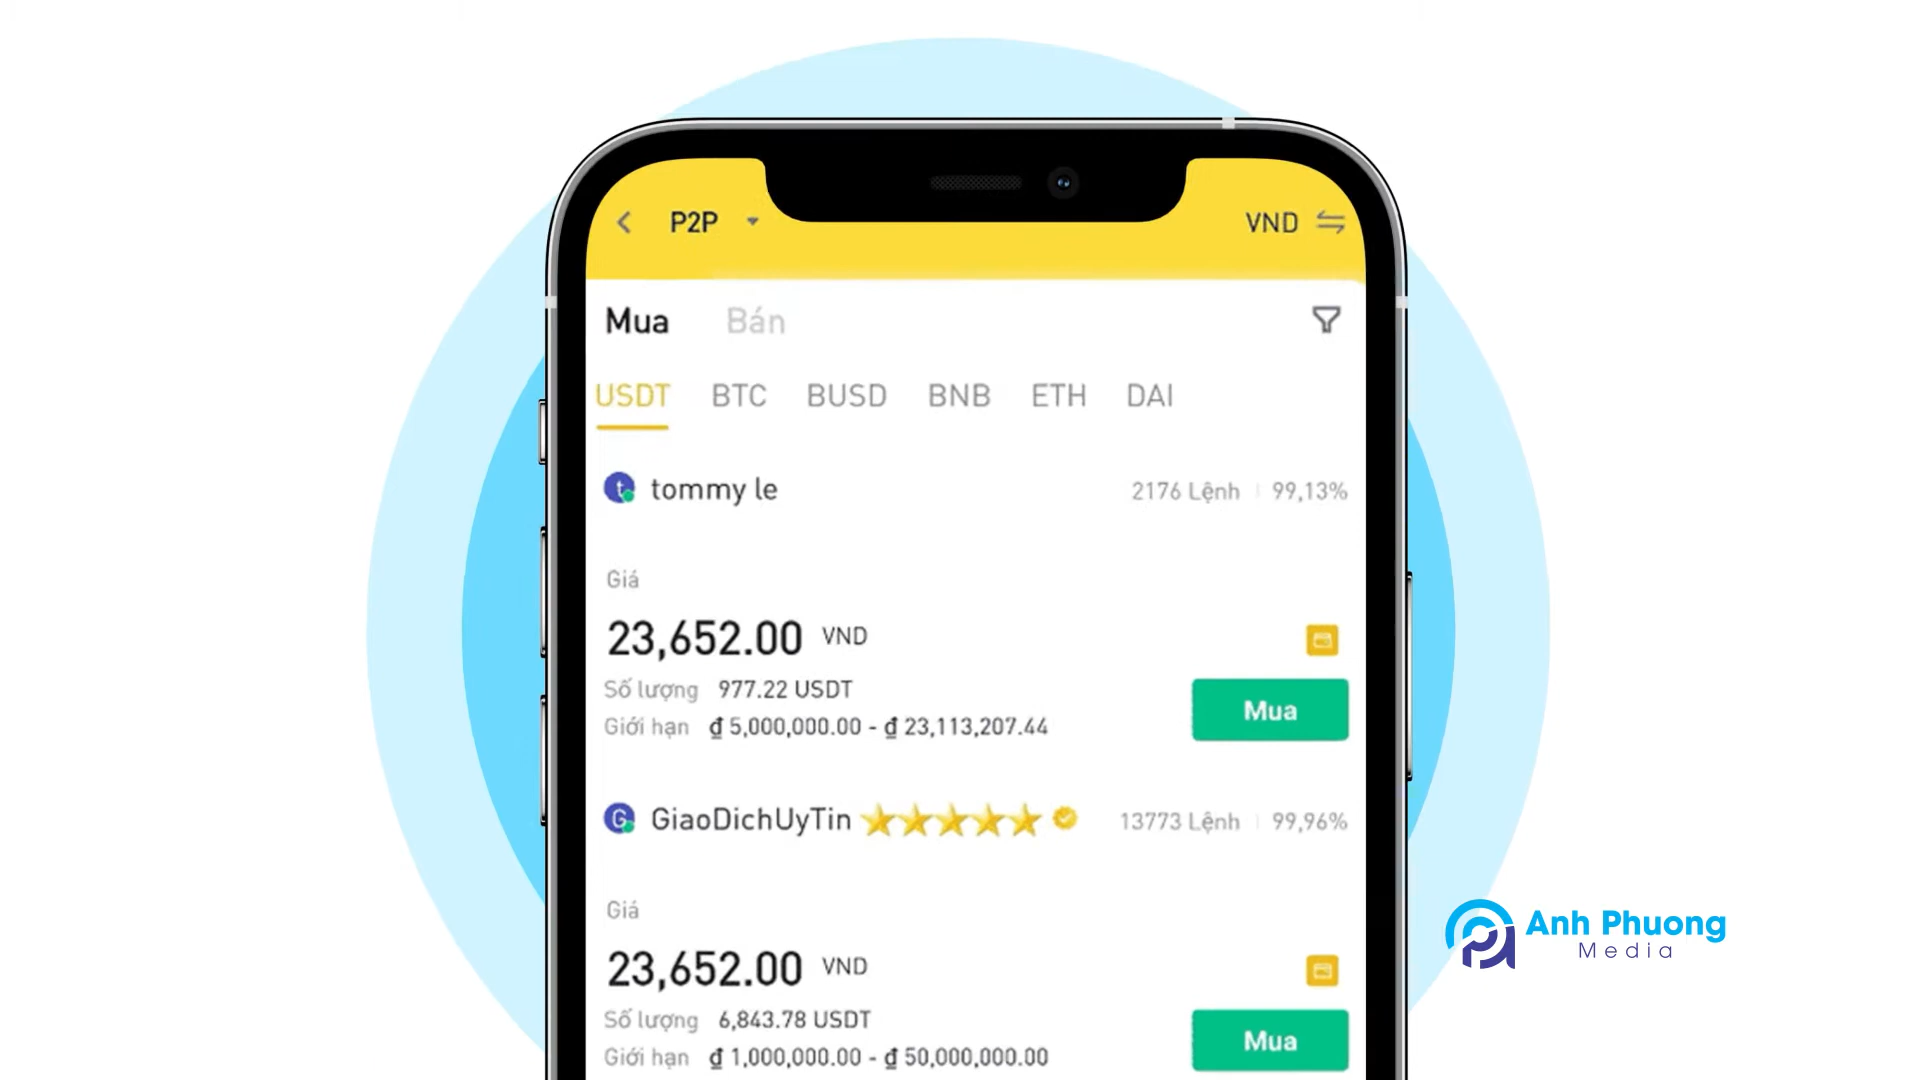 P2P VND
Mua Bán
USDT BTC BUSD BNB ETH DAI
t tommy le 2176 Lệnh 99,13%
Giá
23,652.00 VND
Số lượng 977.22 USDT
Mua
Giới hạn ₫ 5,000,000.00 - ₫ 23,113,207.44
G GiaoDichUyTin 13773 Lệnh 99,96%
Giá
23,652.00 VND
Số lượng 6,843.78 USDT
Mua
Giới hạn ₫ 1,000,000.00 - ₫ 50,000,000.00
Anh Phuong
Media